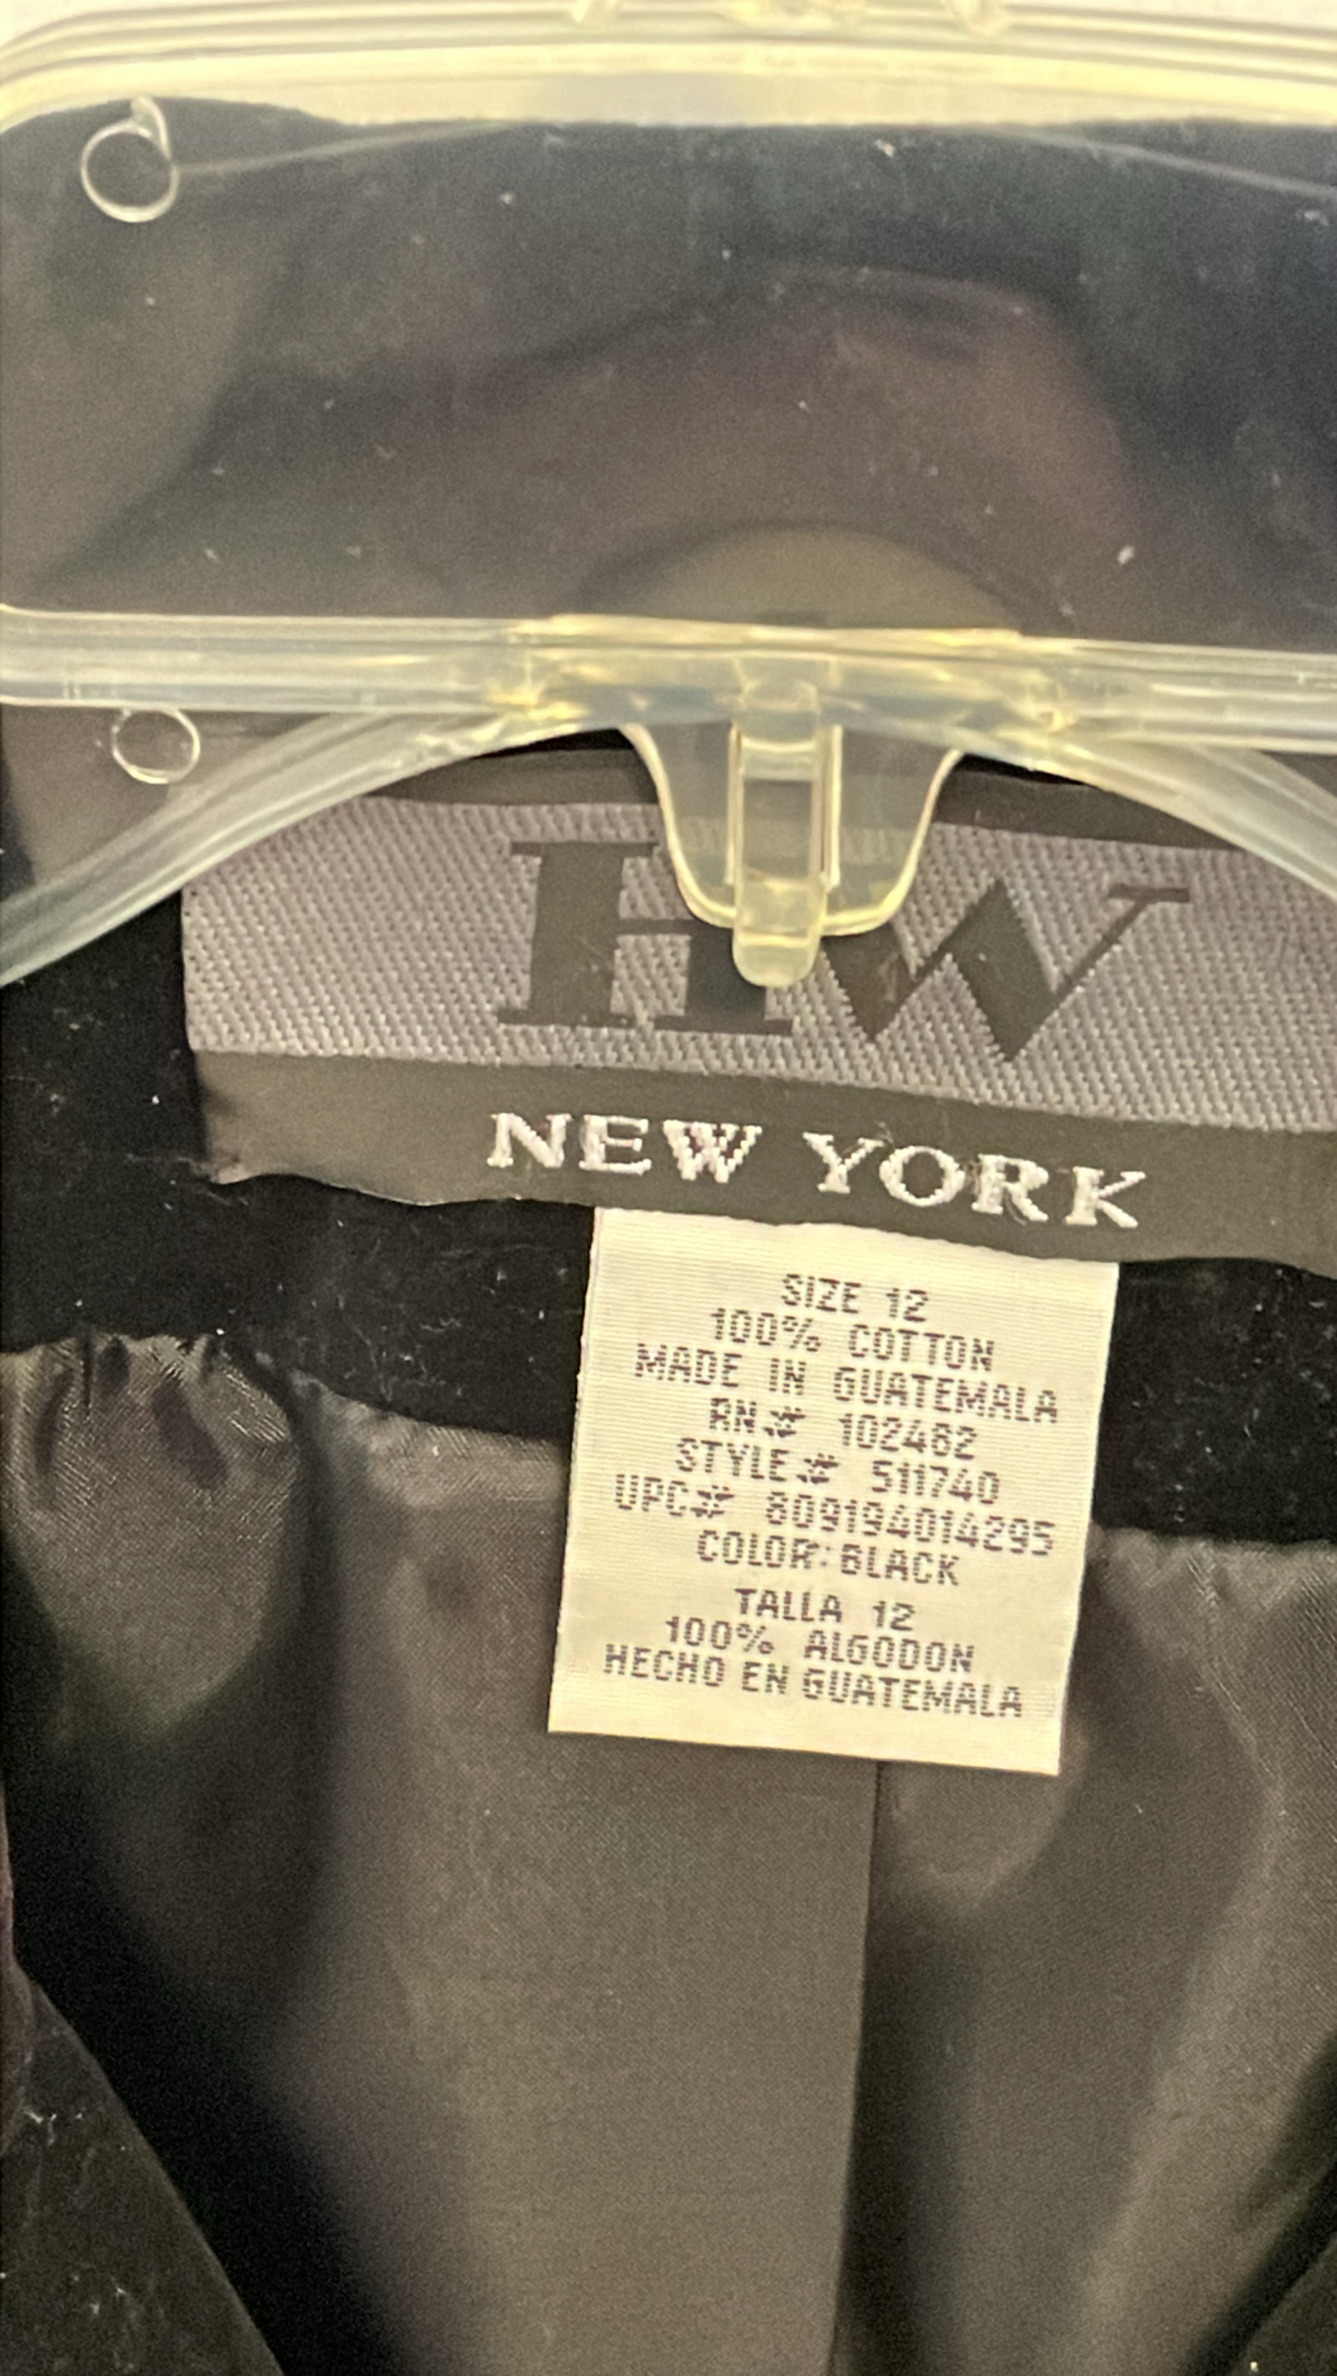 HW
NEW YORK
SIZE 12
100% COTTON
MADE IN GUATEMALA
RN# 102482
STYLE# 511740
UPC# 809194014295
COLOR: BLACK
TALLA 12
100% ALGODON
HECHO EN GUATEMALA